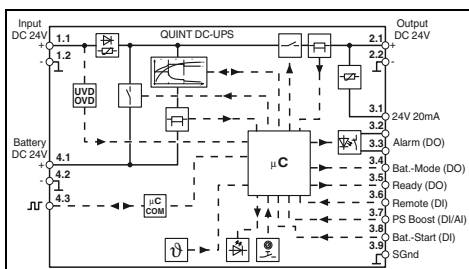 Input
DC 24V
1.1
+
1.2
-
QUINT DC-UPS
Output
2.1
DC 24V
+
2.2
-
UVD
OVD
3.1
24V 20mA
3.2
Alarm (DO)
3.3
3.4
Bat.-Mode (DO)
3.5
Ready (DO)
3.6
Remote (DI)
3.7
PS Boost (DI/AI)
3.8
Bat.-Start (DI)
3.9
SGnd
Battery
DC 24V
4.1
+
4.2
-
4.3
µC
COM
µC
ϑ